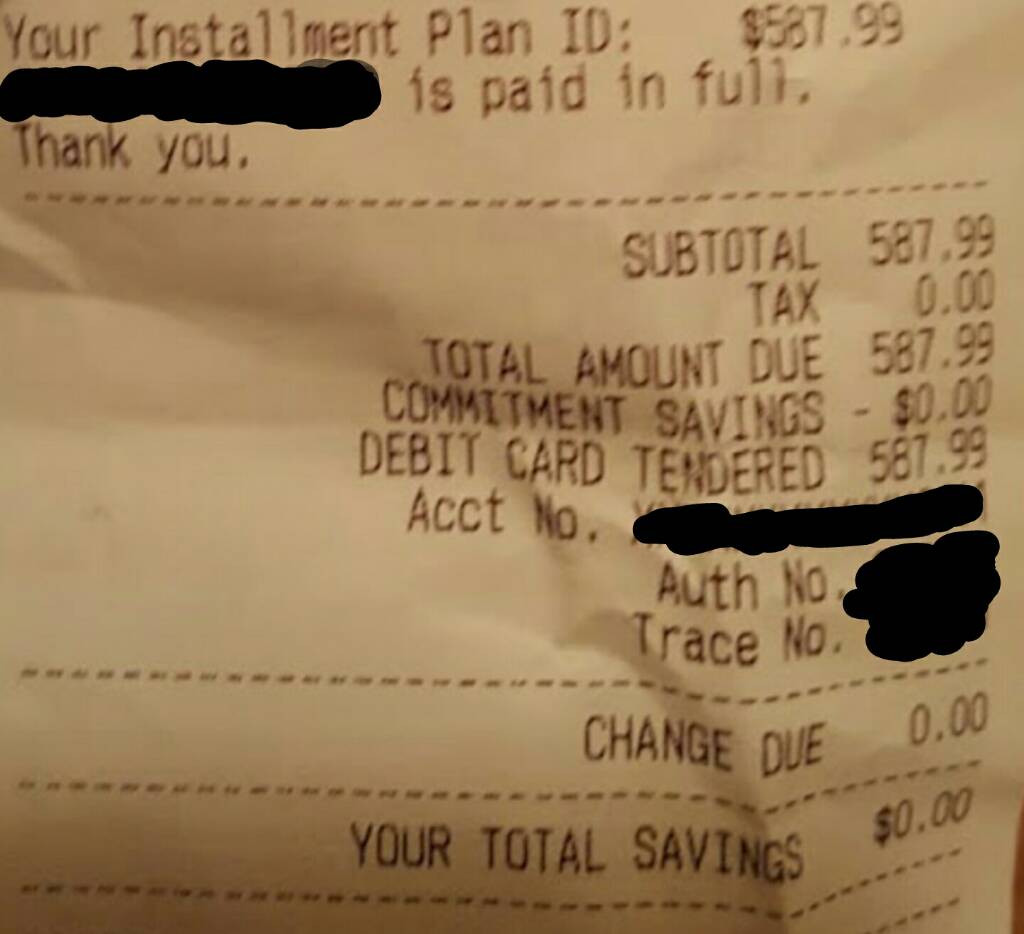 Your Installment Plan ID: $587.99
is paid in full.
Thank you.
SUBTOTAL 587.99
TAX 0.00
TOTAL AMOUNT DUE 587.99
COMMITMENT SAVINGS - $0.00
DEBIT CARD TENDERED 587.99
Acct No.
Auth No.
Trace No.
CHANGE DUE 0.00
YOUR TOTAL SAVINGS $0.00